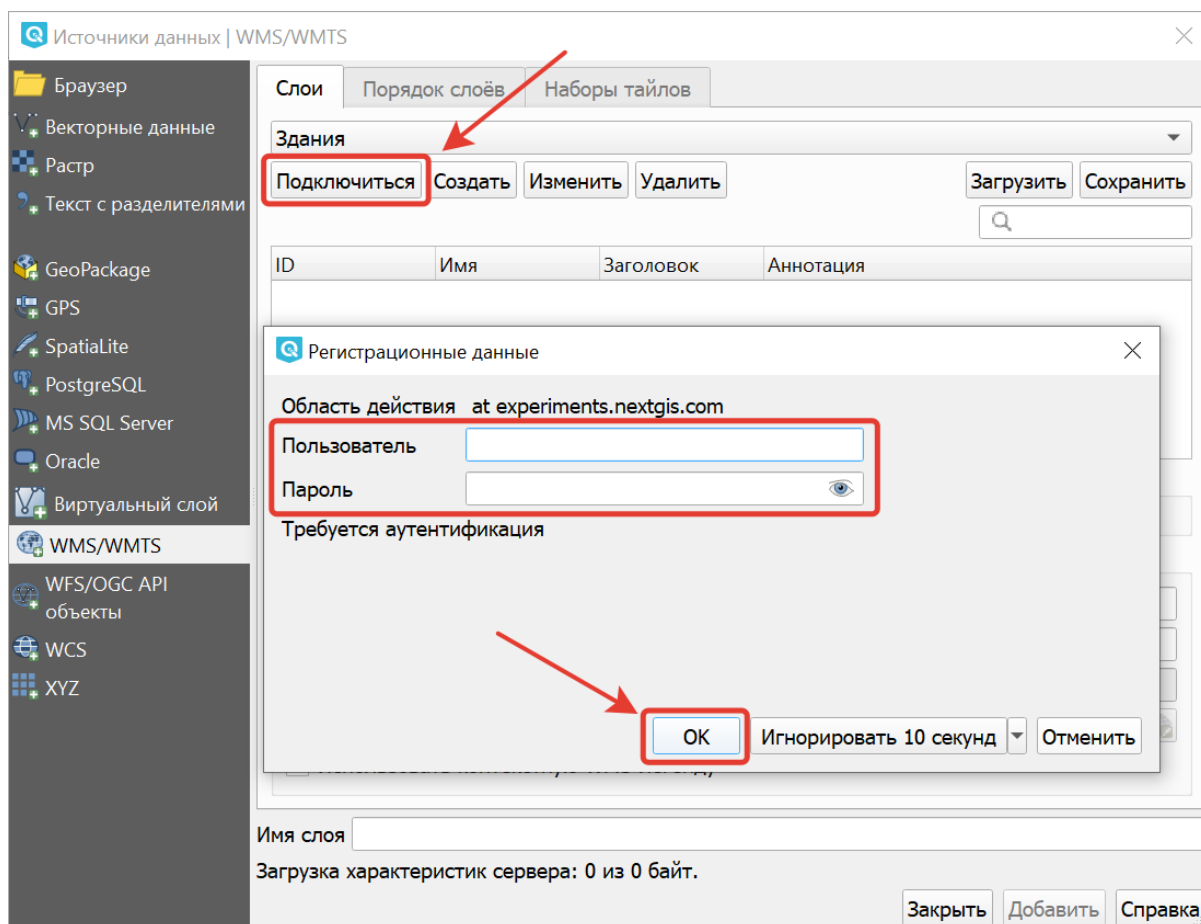 Источники данных | WMS/WMTS
Браузер
Векторные данные
Растр
Текст с разделителями
GeoPackage
GPS
SpatiaLite
PostgreSQL
MS SQL Server
Oracle
Виртуальный слой
WMS/WMTS
WFS/OGC API
объекты
WCS
XYZ
Слои Порядок слоёв Наборы тайлов
Здания
Подключиться Создать Изменить Удалить Загрузить Сохранить
ID Имя Заголовок Аннотация
Регистрационные данные
Область действия at experiments.nextgis.com
Пользователь
Пароль
Требуется аутентификация
OK Игнорировать 10 секунд Отменить
Имя слоя
Загрузка характеристик сервера: 0 из 0 байт.
Закрыть Добавить Справка